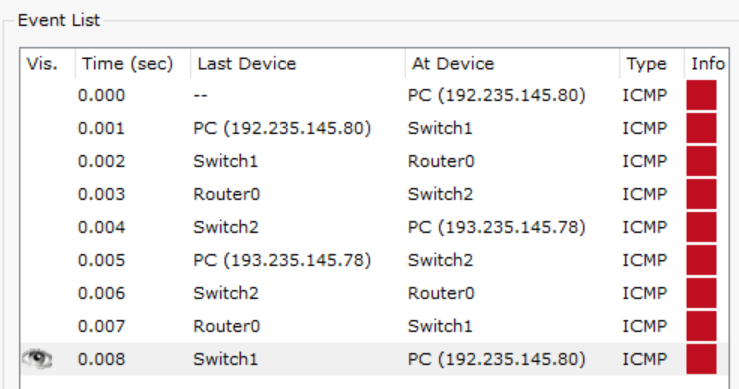 Event List
Vis. Time (sec) Last Device At Device Type Info
0.000 -- PC (192.235.145.80) ICMP
0.001 PC (192.235.145.80) Switch1 ICMP
0.002 Switch1 Router0 ICMP
0.003 Router0 Switch2 ICMP
0.004 Switch2 PC (193.235.145.78) ICMP
0.005 PC (193.235.145.78) Switch2 ICMP
0.006 Switch2 Router0 ICMP
0.007 Router0 Switch1 ICMP
0.008 Switch1 PC (192.235.145.80) ICMP